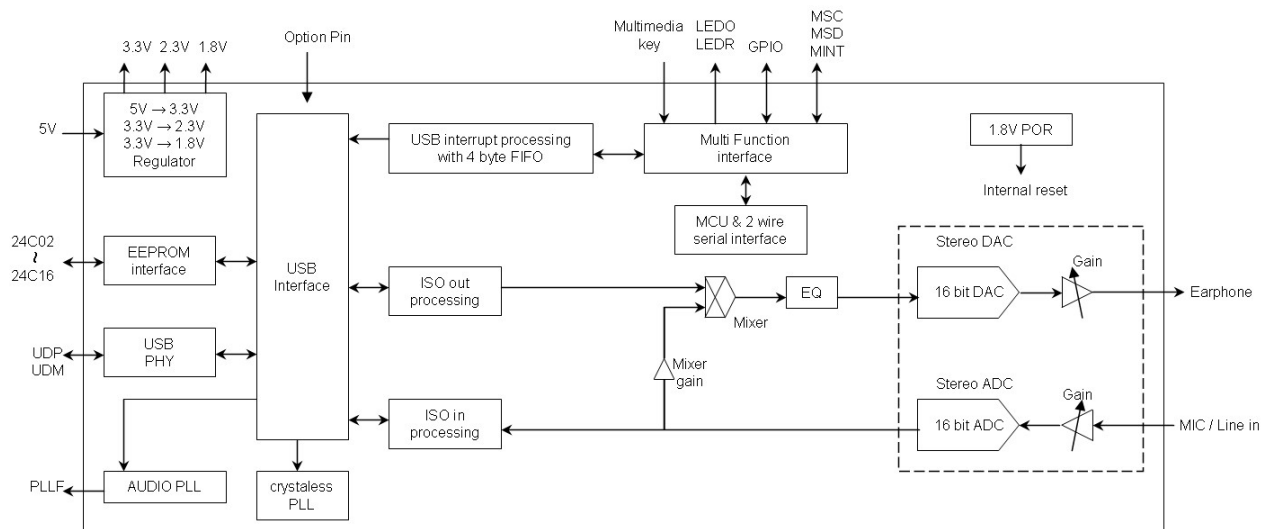 Multimedia
key
LEDO
LEDR
GPIO
MSC
MSD
MINT
3.3V 2.3V 1.8V
Option Pin
5V
5V → 3.3V
3.3V → 2.3V
3.3V → 1.8V
Regulator
USB interrupt processing
with 4 byte FIFO
Multi Function
interface
1.8V POR
Internal reset
MCU & 2 wire
serial interface
24C02
~
24C16
EEPROM
interface
USB
Interface
ISO out
processing
Mixer
EQ
Stereo DAC
16 bit DAC
Gain
Earphone
UDP
UDM
USB
PHY
Mixer
gain
Stereo ADC
16 bit ADC
Gain
MIC / Line in
ISO in
processing
PLLF
AUDIO PLL
crystaless
PLL